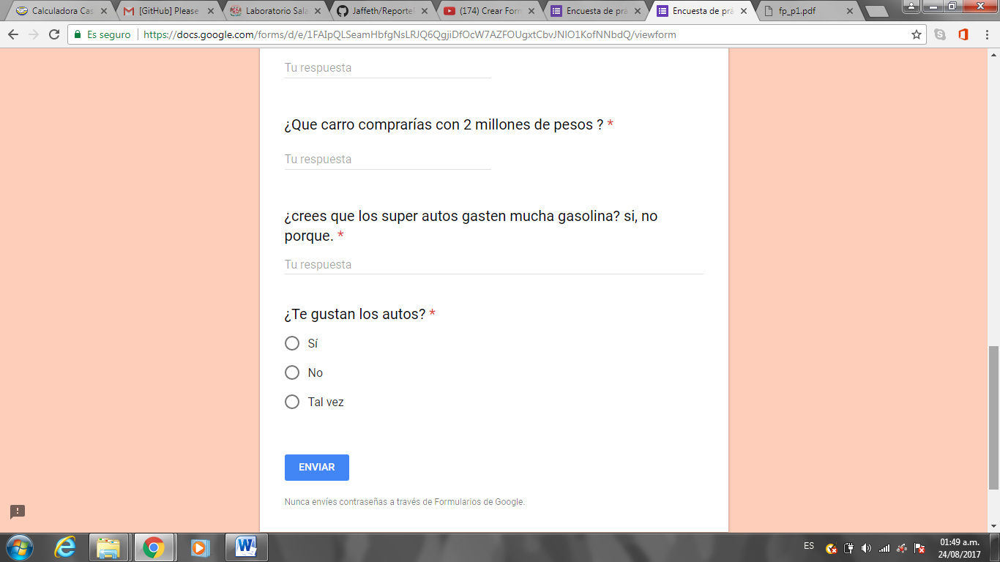 Calculadora Cas
[GitHub] Please
Laboratorio Sala
Jaffeth/Reporte
(174) Crear Form
Encuesta de prá
Encuesta de prá
fp_p1.pdf
Es seguro
https://docs.google.com/forms/d/e/1FAIpQLSeamHbfgNsLRJQ6QgjiDfOcW7AZFOUgxtCbvJNIO1KofNNbdQ/viewform
Tu respuesta
¿Que carro comprarías con 2 millones de pesos ? *
Tu respuesta
¿crees que los super autos gasten mucha gasolina? si, no
porque. *
Tu respuesta
¿Te gustan los autos? *
Sí
No
Tal vez
ENVIAR
Nunca envíes contraseñas a través de Formularios de Google.
ES
01:49 a.m.
24/08/2017